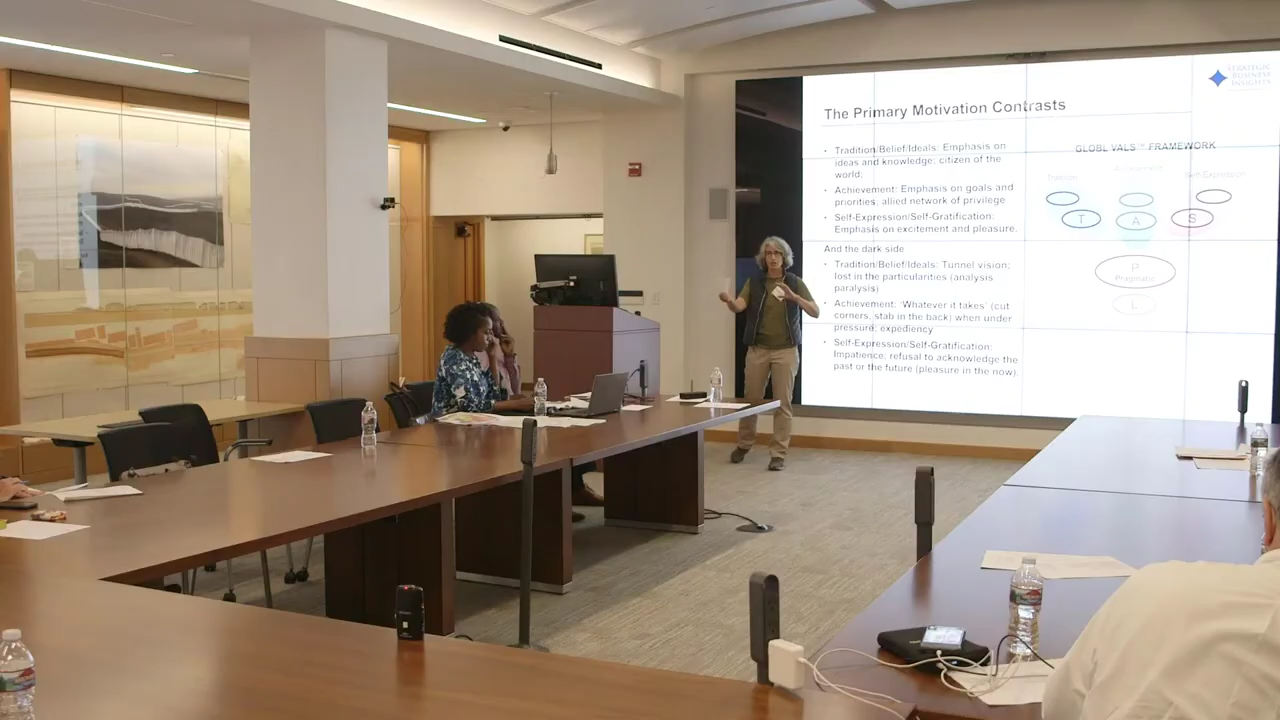 STRATEGIC
BUSINESS
INSIGHTS
The Primary Motivation Contrasts
• Tradition/Belief/Ideals: Emphasis on
ideas and knowledge: citizen of the
world;
• Achievement: Emphasis on goals and
priorities; allied network of privilege
• Self-Expression/Self-Gratification:
Emphasis on excitement and pleasure.
And the dark side
• Tradition/Belief/Ideals: Tunnel vision;
lost in the particularities (analysis
paralysis)
• Achievement: 'Whatever it takes' (cut
corners, stab in the back) when under
pressure: expediency
• Self-Expression/Self-Gratification:
Impatience: refusal to acknowledge the
past or the future (pleasure in the now).
GLOBL VALS™ FRAMEWORK
Tradition
Achievement
Self-Expression
T
A
S
P
Pragmatic
L